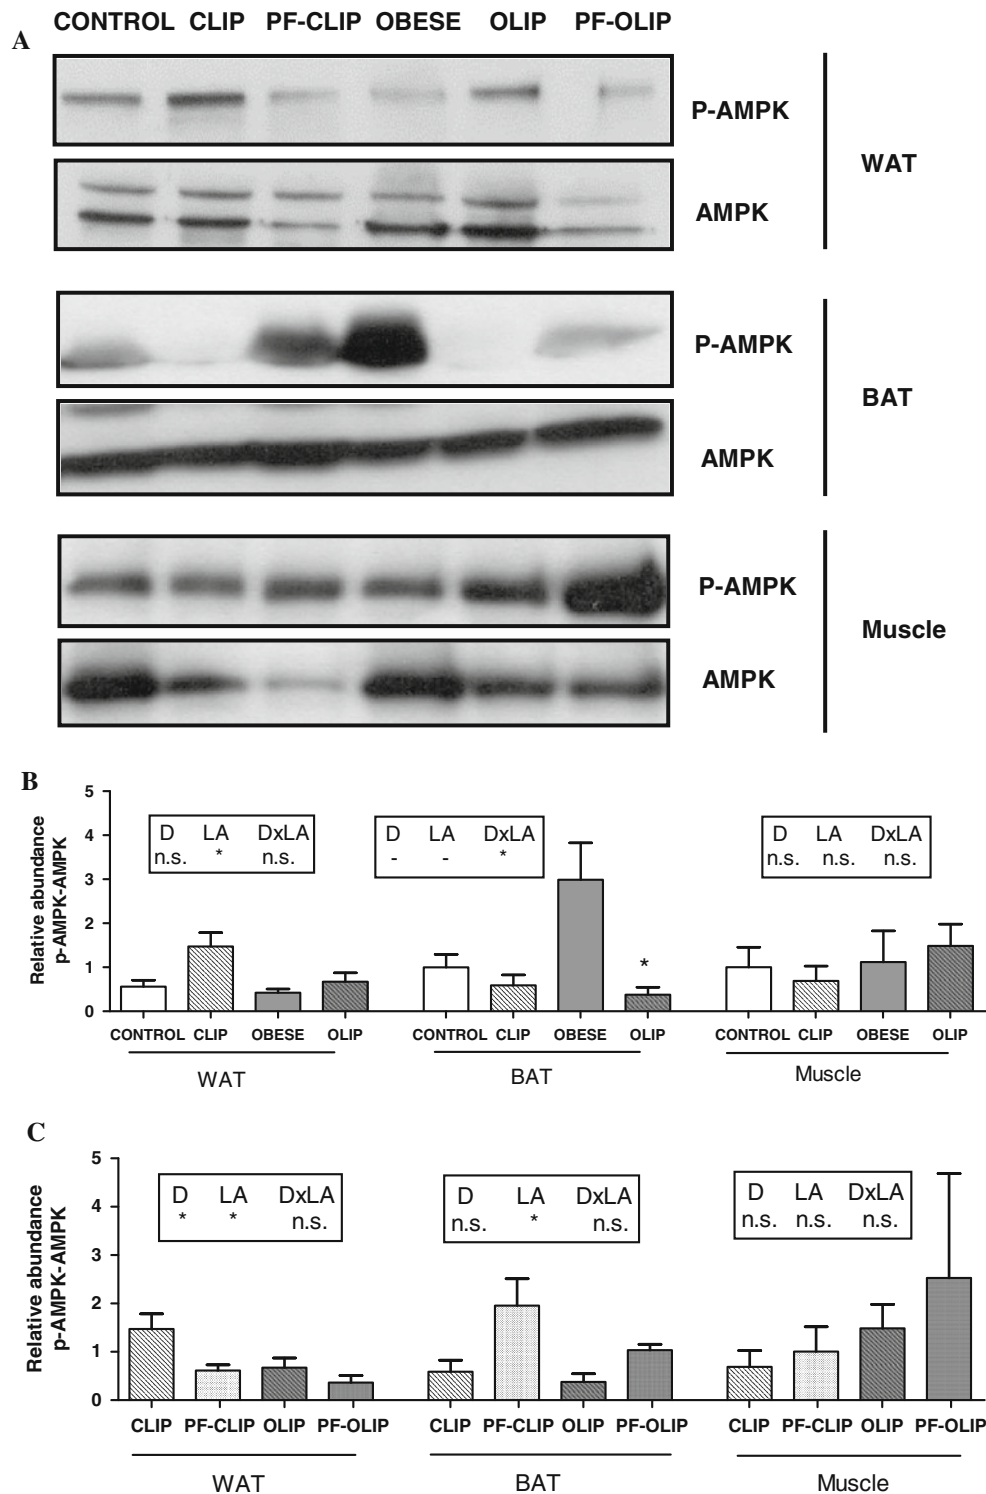 CONTROL CLIP PF-CLIP OBESE OLIP PF-OLIP
A
P-AMPK
WAT
AMPK
P-AMPK
BAT
AMPK
P-AMPK
Muscle
AMPK
B
Relative abundance
p-AMPK-AMPK
5
4
3
2
1
0
D LA DxLA
n.s. * n.s.
D LA DxLA
- - *
D LA DxLA
n.s. n.s. n.s.
*
CONTROL CLIP OBESE OLIP
CONTROL CLIP OBESE OLIP
CONTROL CLIP OBESE OLIP
WAT
BAT
Muscle
C
Relative abundance
p-AMPK-AMPK
5
4
3
2
1
0
D LA DxLA
* * n.s.
D LA DxLA
n.s. * n.s.
D LA DxLA
n.s. n.s. n.s.
CLIP PF-CLIP OLIP PF-OLIP
CLIP PF-CLIP OLIP PF-OLIP
CLIP PF-CLIP OLIP PF-OLIP
WAT
BAT
Muscle